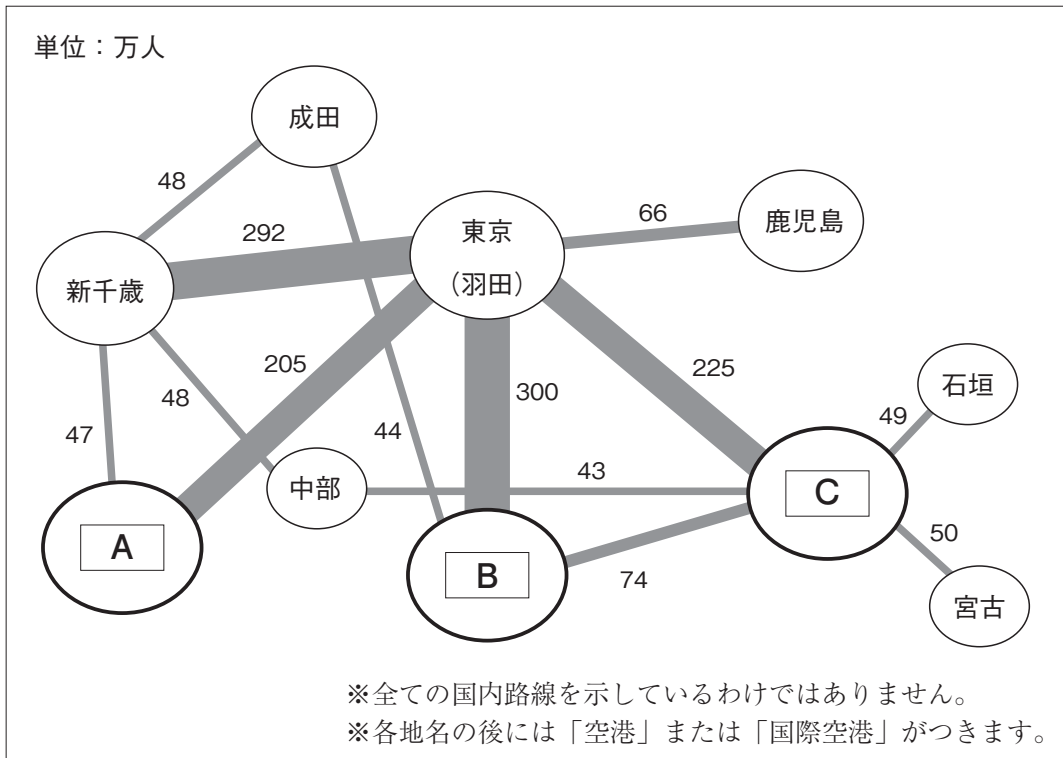 単位：万人
成田
48
292
東京
（羽田）
66
鹿児島
新千歳
205
300
225
石垣
47
48
44
43
49
中部
A
B
C
50
74
宮古
※全ての国内路線を示しているわけではありません。
※各地名の後には「空港」または「国際空港」がつきます。